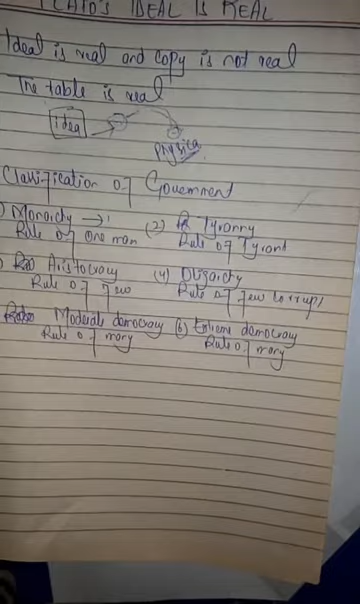 PLATO'S IDEAL IS REAL
Ideal is real and copy is not real
The table is real
idea
physica
Classification of Government
Monarchy → (2) Tyranny
Rule of one man Rule of Tyrant
Aristocracy (4) Oligarchy
Rule of few Rule of few corrupt
Moderate democracy (6) Extreme democracy
Rule of many Rule of many